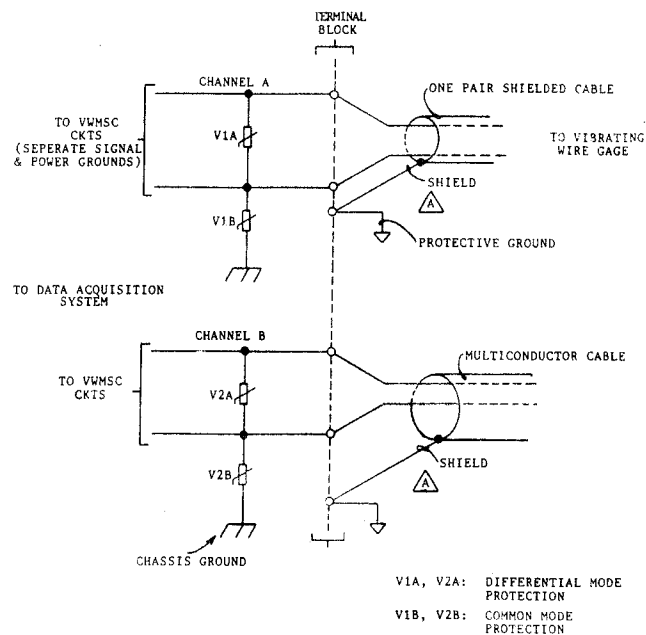 TERMINAL
BLOCK
CHANNEL A
ONE PAIR SHIELDED CABLE
TO VWMSC
CKTS
(SEPERATE SIGNAL
& POWER GROUNDS)
V1A
TO VIBRATING
WIRE GAGE
SHIELD
A
V1B
PROTECTIVE GROUND
TO DATA ACQUISITION
SYSTEM
CHANNEL B
MULTICONDUCTOR CABLE
TO VWMSC
CKTS
V2A
SHIELD
A
V2B
CHASSIS GROUND
V1A, V2A: DIFFERENTIAL MODE
PROTECTION
V1B, V2B: COMMON MODE
PROTECTION